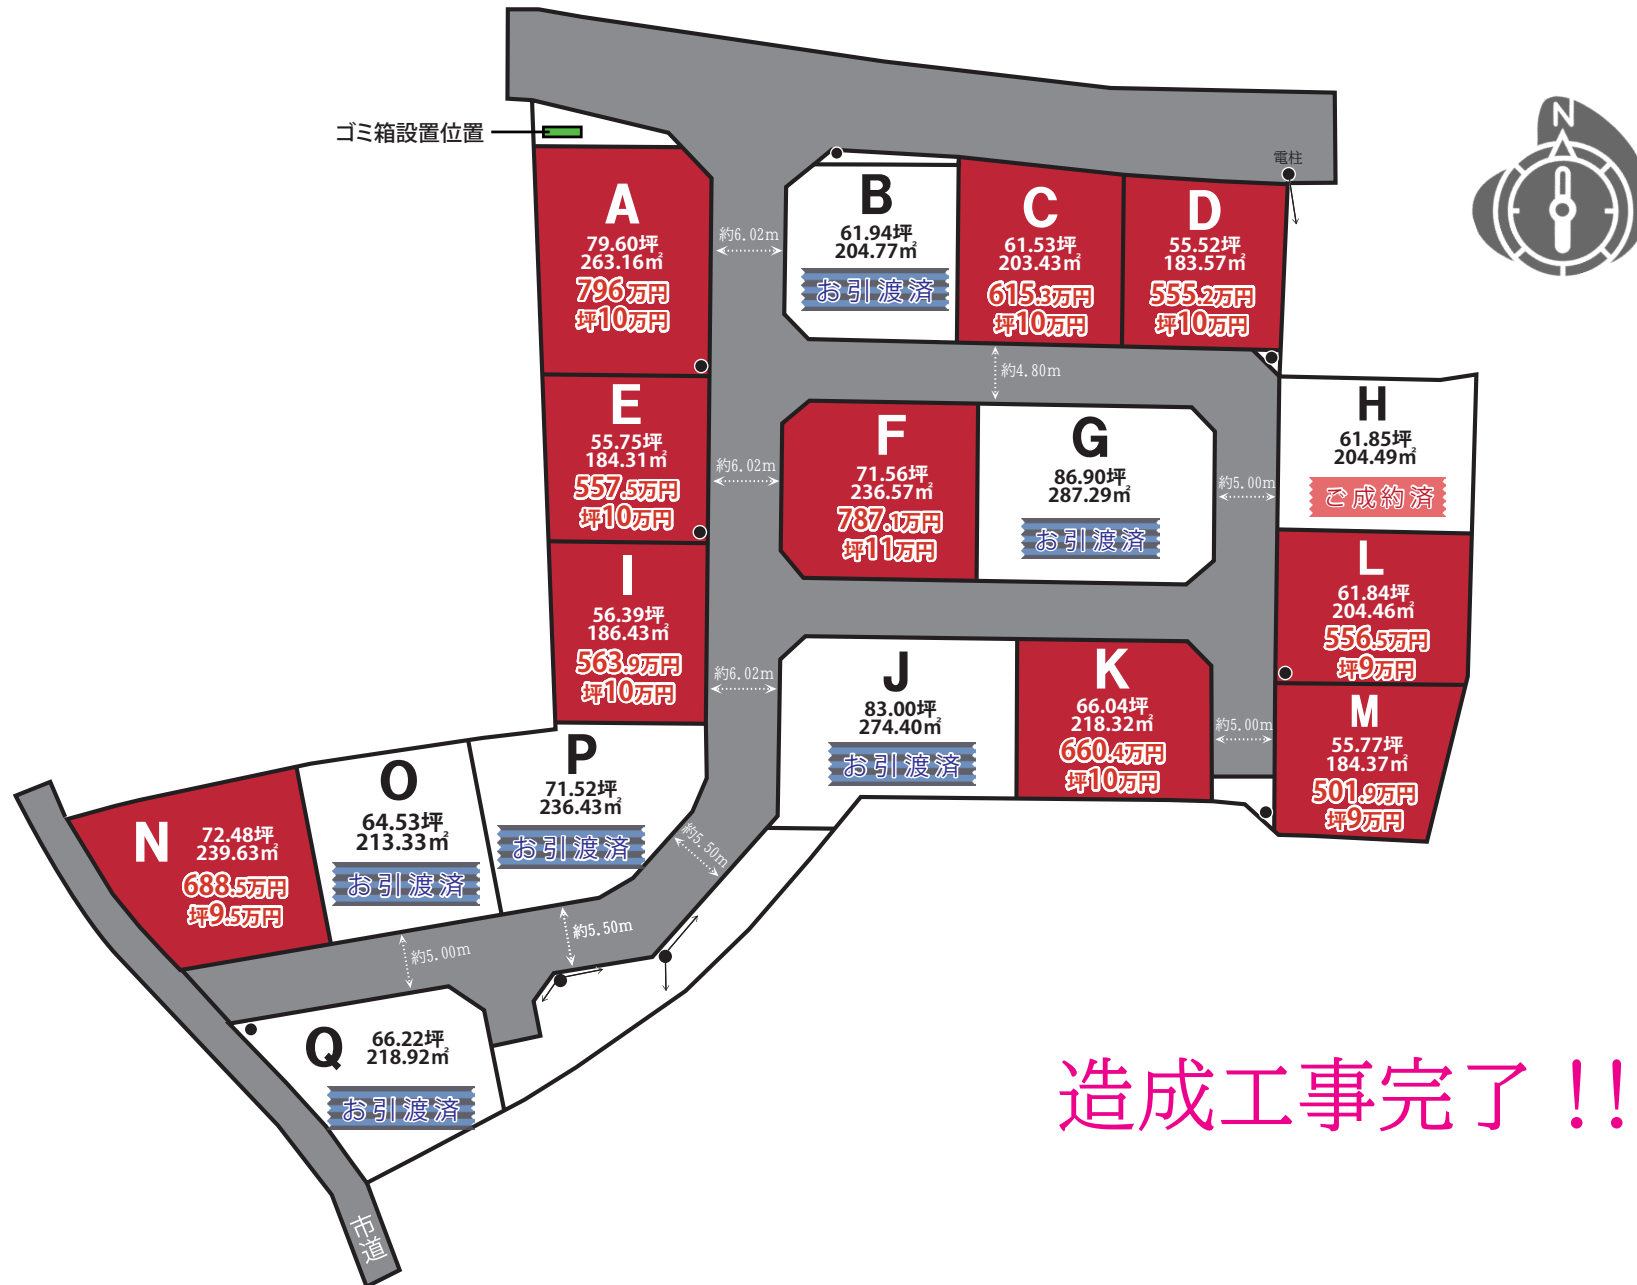 ゴミ箱設置位置
N
電柱
A
79.60坪
263.16㎡
796万円
坪10万円
約6.02m
B
61.94坪
204.77㎡
お引渡済
C
61.53坪
203.43㎡
615.3万円
坪10万円
D
55.52坪
183.57㎡
555.2万円
坪10万円
約4.80m
E
55.75坪
184.31㎡
557.5万円
坪10万円
約6.02m
F
71.56坪
236.57㎡
787.1万円
坪11万円
G
86.90坪
287.29㎡
お引渡済
約5.00m
H
61.85坪
204.49㎡
ご成約済
I
56.39坪
186.43㎡
563.9万円
坪10万円
約6.02m
J
83.00坪
274.40㎡
お引渡済
K
66.04坪
218.32㎡
660.4万円
坪10万円
約5.00m
L
61.84坪
204.46㎡
556.5万円
坪9万円
M
55.77坪
184.37㎡
501.9万円
坪9万円
N
72.48坪
239.63㎡
688.5万円
坪9.5万円
O
64.53坪
213.33㎡
お引渡済
P
71.52坪
236.43㎡
お引渡済
約5.50m
約5.50m
約5.00m
Q
66.22坪
218.92㎡
お引渡済
市道
造成工事完了！！